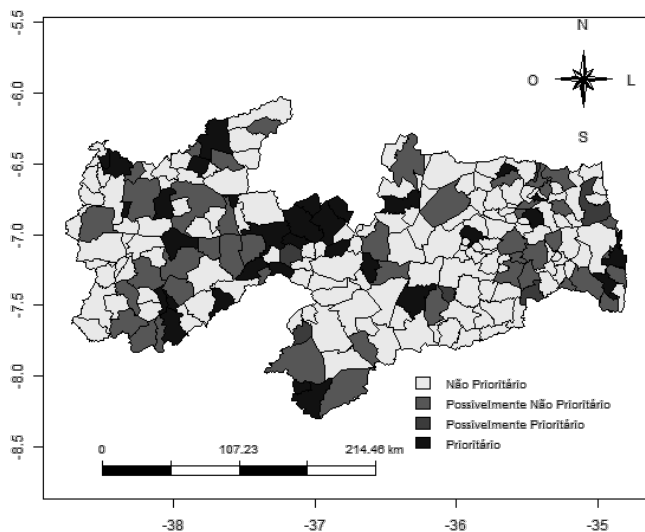 -5.5
-6.0
-6.5
-7.0
-7.5
-8.0
-8.5
N
O
L
S
Não Prioritário
Possivelmente Não Prioritário
Possivelmente Prioritário
Prioritário
0
107.23
214.46 km
-38
-37
-36
-35